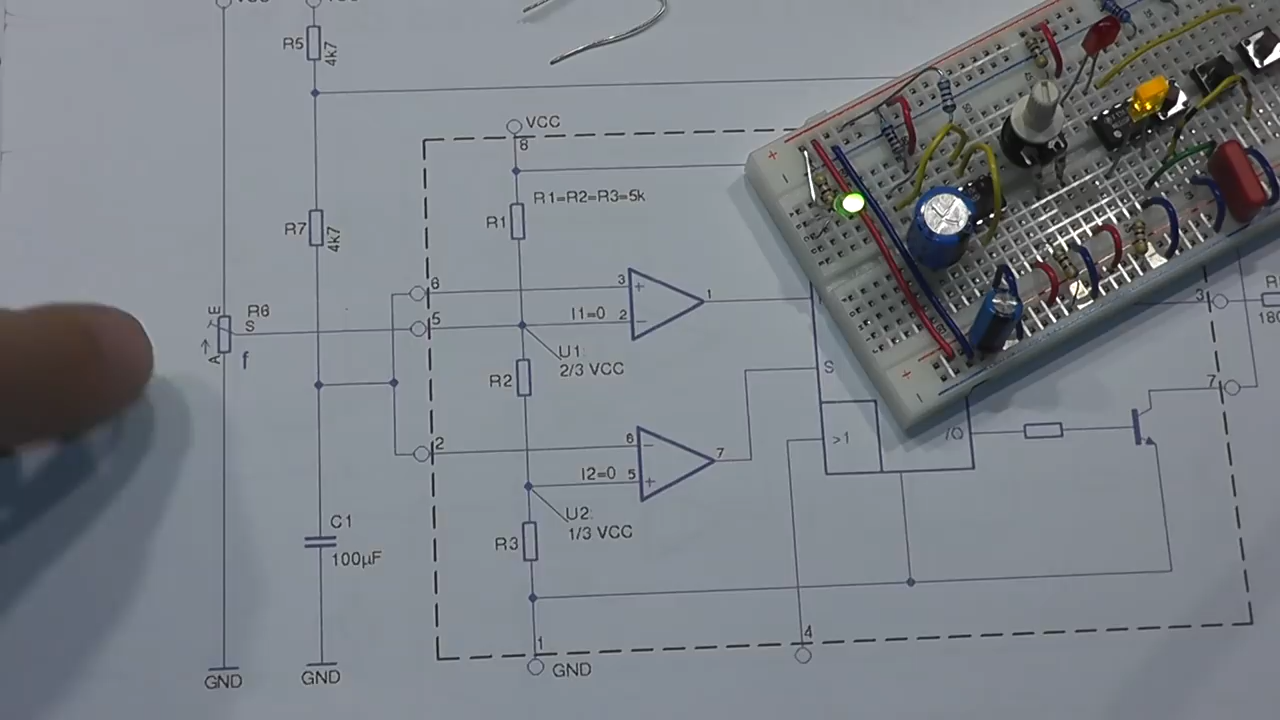 R5
4k7
VCC
8
R1=R2=R3=5k
R7
4k7
R1
6
3
+
1
E
R6
S
5
I1=0
2
−
A
f
U1:
2/3 VCC
R2
S
3
180
7
2
6
−
>1
/Q
7
I2=0
5
+
U2:
1/3 VCC
C1
100µF
R3
1
GND
4
GND
GND